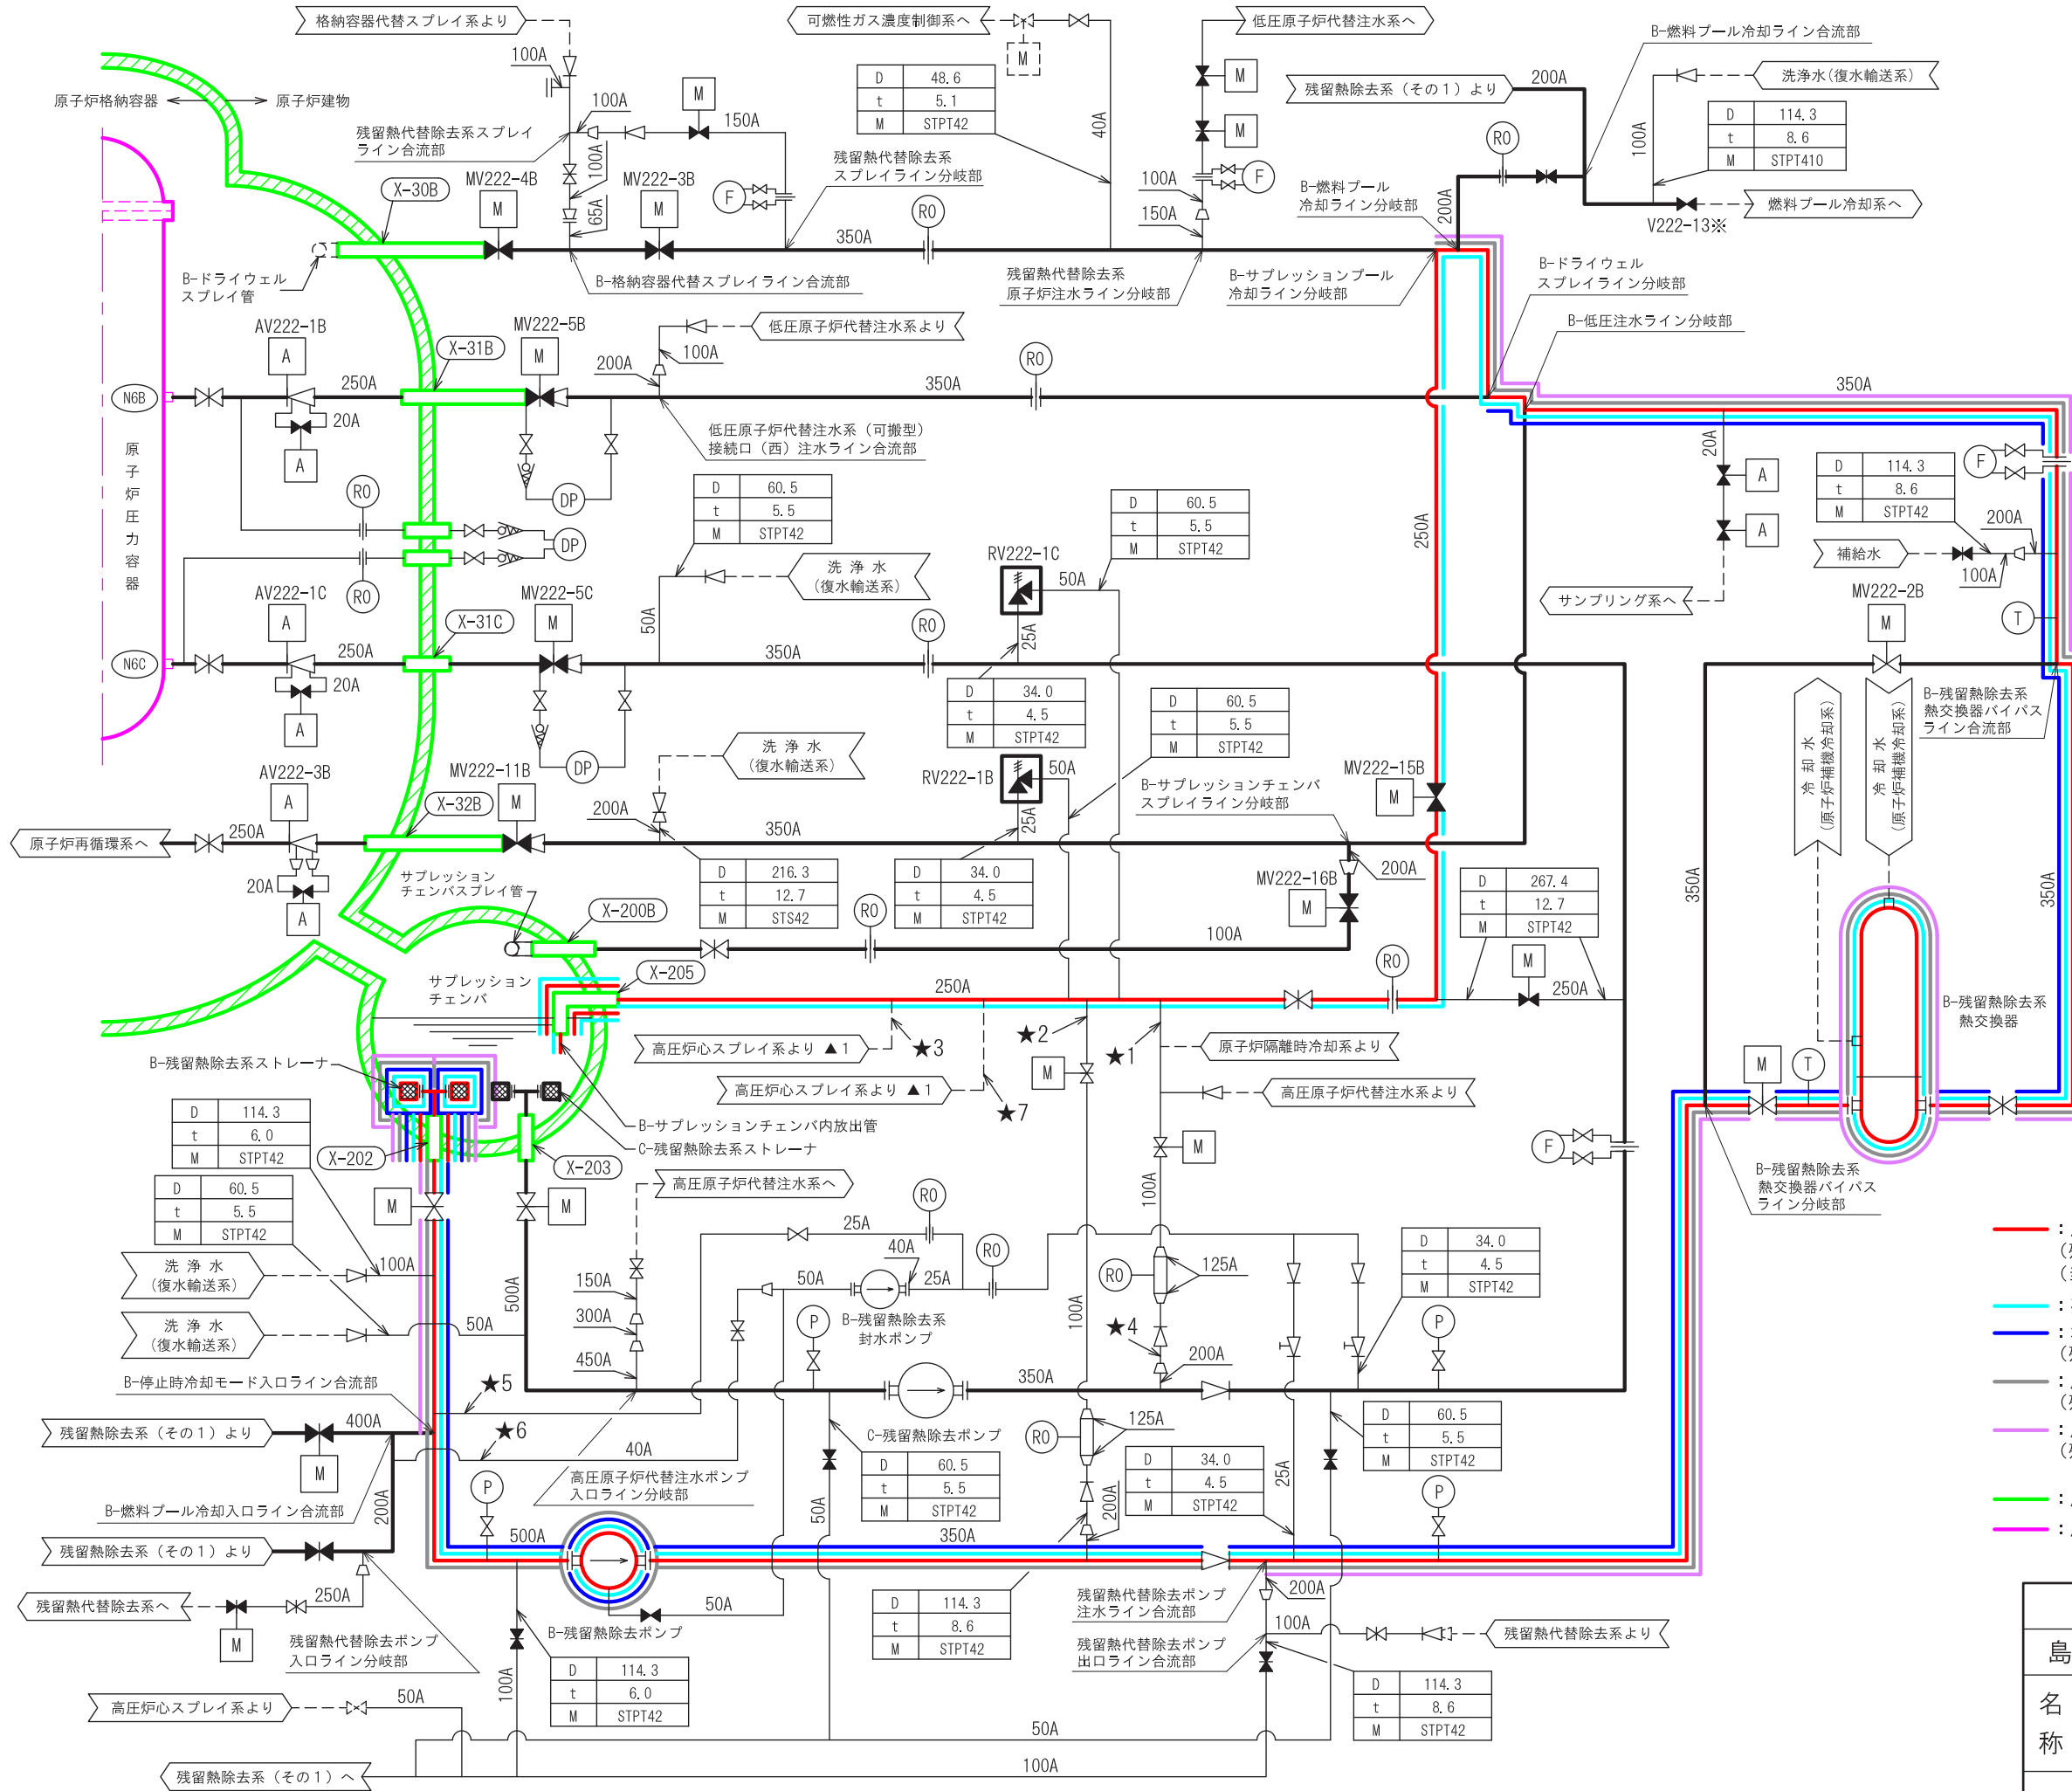 格納容器代替スプレイ系より
可燃性ガス濃度制御系へ
低圧原子炉代替注水系へ
B-燃料プール冷却ライン合流部
M
100A
D 48.6
t 5.1
M STPT42
40A
M
残留熱除去系（その1）より
200A
洗浄水(復水輸送系)
原子炉格納容器
原子炉建物
M
100A
150A
残留熱代替除去系スプレイ
ライン合流部
M
RO
100A
D 114.3
t 8.6
M STPT410
残留熱代替除去系
スプレイライン分岐部
X-30B
MV222-4B
M
100A
65A
MV222-3B
M
F
RO
100A
150A
F
B-燃料プール
冷却ライン分岐部
200A
燃料プール冷却系へ
V222-13※
350A
B-ドライウェル
スプレイ管
B-格納容器代替スプレイライン合流部
残留熱代替除去系
原子炉注水ライン分岐部
B-サプレッションプール
冷却ライン分岐部
B-ドライウェル
スプレイライン分岐部
B-低圧注水ライン分岐部
AV222-1B
A
X-31B
MV222-5B
M
低圧原子炉代替注水系より
100A
200A
RO
350A
350A
N6B
250A
20A
A
低圧原子炉代替注水系（可搬型）
接続口（西）注水ライン合流部
原子炉圧力容器
RO
DP
DP
RO
D 60.5
t 5.5
M STPT42
D 60.5
t 5.5
M STPT42
250A
20A
A
A
サンプリング系へ
D 114.3
t 8.6
M STPT42
F
200A
補給水
100A
T
MV222-2B
M
洗浄水
(復水輸送系)
50A
RV222-1C
50A
25A
RO
AV222-1C
A
X-31C
MV222-5C
M
N6C
250A
20A
A
350A
DP
D 34.0
t 4.5
M STPT42
D 60.5
t 5.5
M STPT42
B-残留熱除去系
熱交換器バイパス
ライン合流部
冷却水
(原子炉補機冷却系)
冷却水
(原子炉補機冷却系)
洗浄水
(復水輸送系)
RV222-1B
50A
25A
AV222-3B
A
X-32B
MV222-11B
M
200A
350A
原子炉再循環系へ
250A
20A
A
B-サプレッションチェンバ
スプレイライン分岐部
MV222-15B
M
サプレッション
チェンバスプレイ管
X-200B
D 216.3
t 12.7
M STS42
D 34.0
t 4.5
M STPT42
RO
MV222-16B
M
200A
100A
D 267.4
t 12.7
M STPT42
350A
350A
サプレッション
チェンバ
X-205
250A
RO
M
250A
B-残留熱除去系
熱交換器
高圧炉心スプレイ系より ▲1
★3
★2
★1
原子炉隔離時冷却系より
高圧炉心スプレイ系より ▲1
★7
M
高圧原子炉代替注水系より
M
T
B-残留熱除去系ストレーナ
D 114.3
t 6.0
M STPT42
B-サプレッションチェンバ内放出管
C-残留熱除去系ストレーナ
X-202
X-203
M
F
B-残留熱除去系
熱交換器バイパス
ライン分岐部
高圧原子炉代替注水系へ
D 60.5
t 5.5
M STPT42
M
M
RO
25A
100A
洗浄水
(復水輸送系)
100A
500A
150A
300A
450A
50A
40A
25A
RO
100A
RO
125A
D 34.0
t 4.5
M STPT42
洗浄水
(復水輸送系)
50A
P
B-残留熱除去系
封水ポンプ
★4
200A
P
B-停止時冷却モード入口ライン合流部
★5
350A
残留熱除去系（その1）より
400A
M
★6
40A
C-残留熱除去ポンプ
RO
125A
D 60.5
t 5.5
M STPT42
高圧原子炉代替注水ポンプ
入口ライン分岐部
D 60.5
t 5.5
M STPT42
D 34.0
t 4.5
M STPT42
25A
P
B-燃料プール冷却入口ライン合流部
200A
P
50A
200A
500A
350A
残留熱除去系（その1）より
250A
残留熱代替除去系へ
M
残留熱代替除去ポンプ
入口ライン分岐部
50A
B-残留熱除去ポンプ
D 114.3
t 8.6
M STPT42
残留熱代替除去ポンプ
注水ライン合流部
200A
100A
残留熱代替除去系より
残留熱代替除去ポンプ
出口ライン合流部
100A
D 114.3
t 6.0
M STPT42
D 114.3
t 8.6
M STPT42
高圧炉心スプレイ系より
50A
50A
残留熱除去系（その1）へ
100A
島
名
称